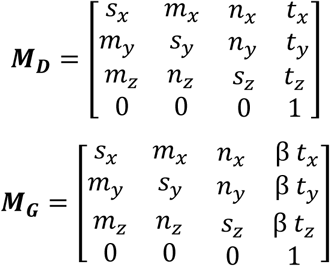 M_D = [ s_x m_x n_x t_x
m_y s_y n_y t_y
m_z n_z s_z t_z
0 0 0 1 ]
M_G = [ s_x m_x n_x β t_x
m_y s_y n_y β t_y
m_z n_z s_z β t_z
0 0 0 1 ]